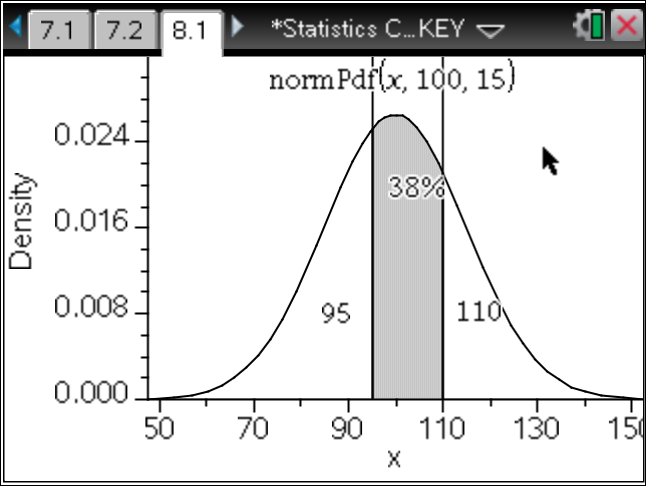 7.1 7.2 8.1 *Statistics C...KEY
normPdf(x, 100, 15)
0.024
38%
0.016
Density
95 110
0.008
0.000
50 70 90 110 130 150
x